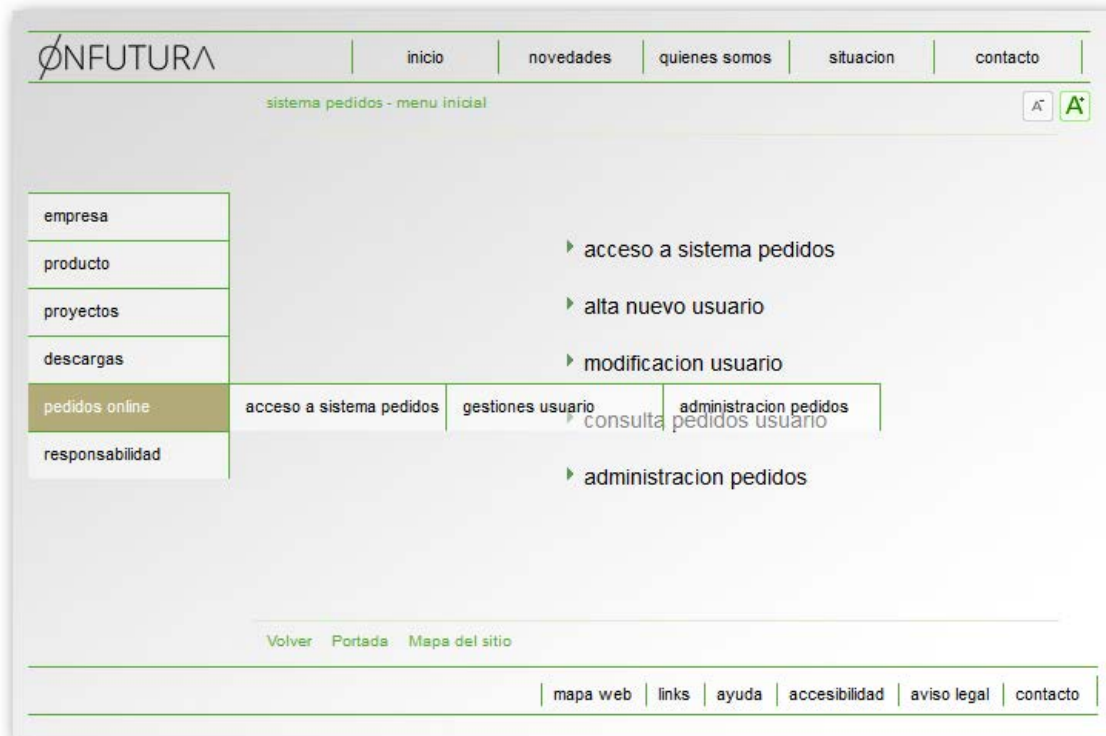 ØNFUTURA
inicio
novedades
quienes somos
situacion
contacto
sistema pedidos - menu inicial
A-
A+
empresa
producto
proyectos
descargas
pedidos online
responsabilidad
acceso a sistema pedidos
gestiones usuario
administracion pedidos
acceso a sistema pedidos
alta nuevo usuario
modificacion usuario
consulta pedidos usuario
administracion pedidos
Volver Portada Mapa del sitio
mapa web
links
ayuda
accesibilidad
aviso legal
contacto